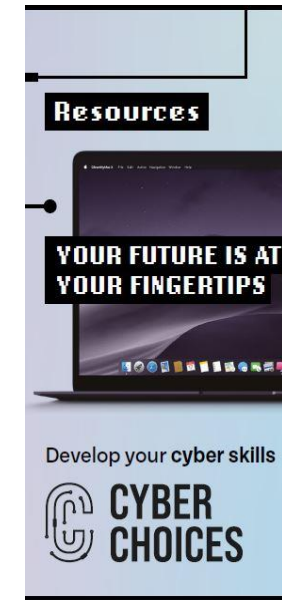 Resources
YOUR FUTURE IS AT
YOUR FINGERTIPS
Develop your cyber skills
CYBER
CHOICES